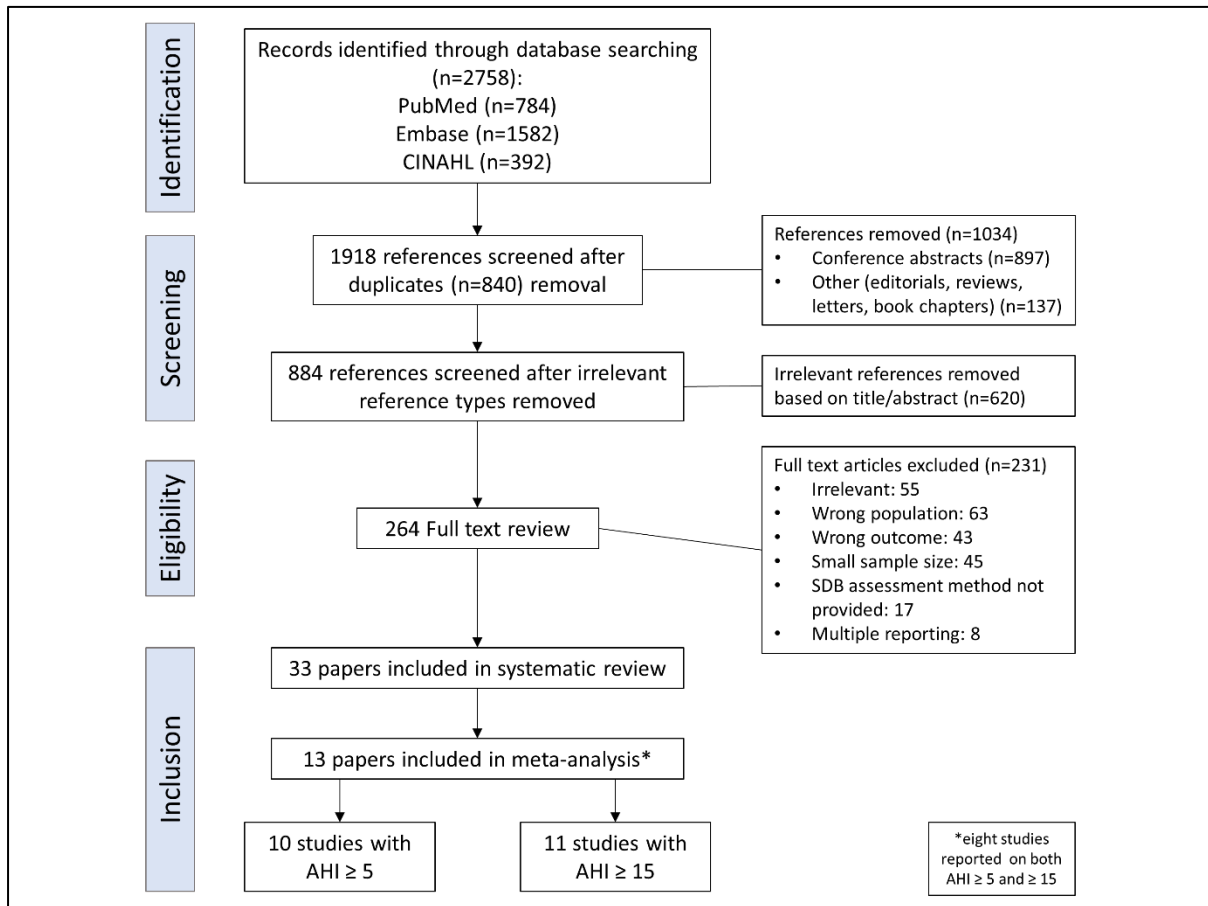 Identification
Records identified through database searching
(n=2758):
PubMed (n=784)
Embase (n=1582)
CINAHL (n=392)
Screening
1918 references screened after
duplicates (n=840) removal
References removed (n=1034)
• Conference abstracts (n=897)
• Other (editorials, reviews,
letters, book chapters) (n=137)
884 references screened after irrelevant
reference types removed
Irrelevant references removed
based on title/abstract (n=620)
Eligibility
264 Full text review
Full text articles excluded (n=231)
• Irrelevant: 55
• Wrong population: 63
• Wrong outcome: 43
• Small sample size: 45
• SDB assessment method not
provided: 17
• Multiple reporting: 8
Inclusion
33 papers included in systematic review
13 papers included in meta-analysis*
10 studies with
AHI ≥ 5
11 studies with
AHI ≥ 15
*eight studies
reported on both
AHI ≥ 5 and ≥ 15